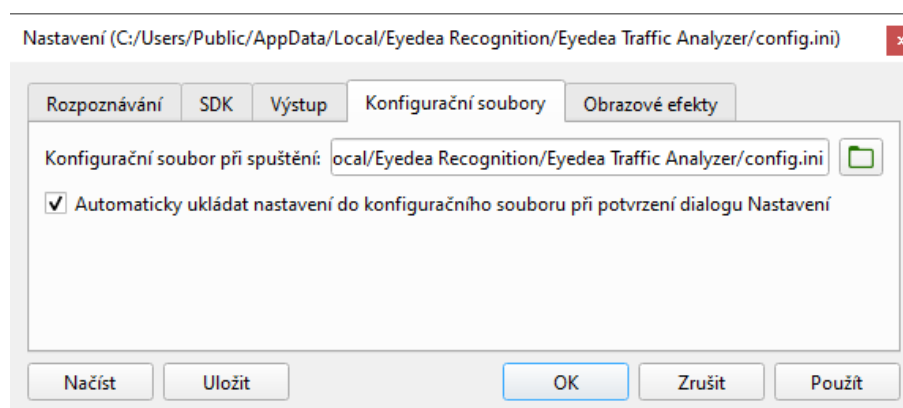 Nastavení (C:/Users/Public/AppData/Local/Eyedea Recognition/Eyedea Traffic Analyzer/config.ini)
Rozpoznávání SDK Výstup Konfigurační soubory Obrazové efekty
Konfigurační soubor při spuštění: ocal/Eyedea Recognition/Eyedea Traffic Analyzer/config.ini
Automaticky ukládat nastavení do konfiguračního souboru při potvrzení dialogu Nastavení
Načíst Uložit OK Zrušit Použít